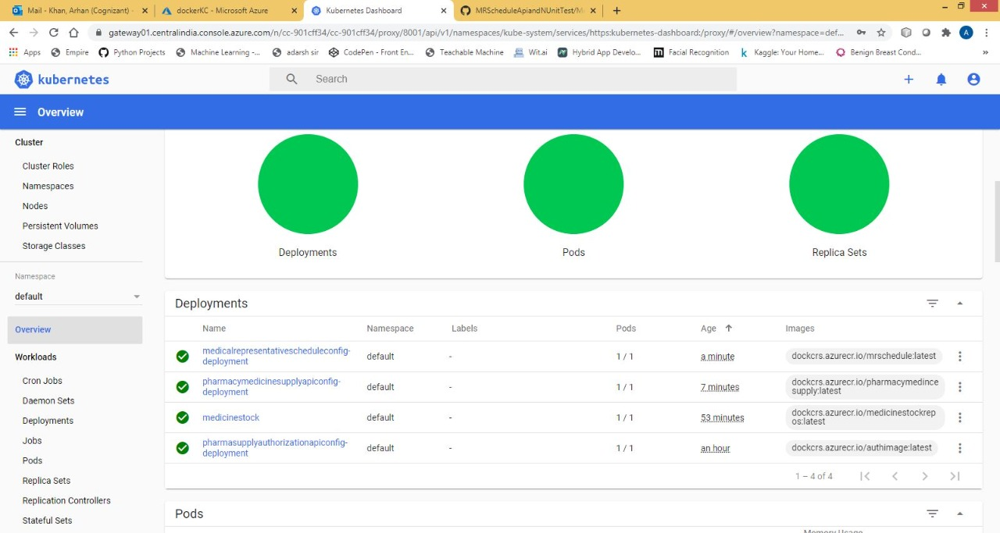 Mail - Khan, Arhan (Cognizant) -
dockerKC - Microsoft Azure
Kubernetes Dashboard
MRScheduleApiandNUnitTest/M
gateway01.centralindia.console.azure.com/n/cc-901cff34/cc-901cff34/proxy/8001/api/v1/namespaces/kube-system/services/https:kubernetes-dashboard:/proxy/#/overview?namespace=def...
A
Apps
Empire
Python Projects
Machine Learning -...
adarsh sir
CodePen - Front En...
Teachable Machine
Wit.ai
Hybrid App Develo...
Facial Recognition
Kaggle: Your Home...
Benign Breast Cond...
»
kubernetes
Search
Overview
Cluster
Cluster Roles
Namespaces
Nodes
Persistent Volumes
Storage Classes
Namespace
default
Overview
Workloads
Cron Jobs
Daemon Sets
Deployments
Jobs
Pods
Replica Sets
Replication Controllers
Stateful Sets
Deployments
Pods
Replica Sets
Deployments
Name Namespace Labels Pods Age Images
medicalrepresentativescheduleconfig-
deployment
default - 1 / 1 a minute dockcrs.azurecr.io/mrschedule:latest
pharmacymedicinesupplyapiconfig-
deployment
default - 1 / 1 7 minutes
dockcrs.azurecr.io/pharmacymedince
supply:latest
medicinestock default - 1 / 1 53 minutes
dockcrs.azurecr.io/medicinestockrep
os:latest
pharmasupplyauthorizationapiconfig-
deployment
default - 1 / 1 an hour dockcrs.azurecr.io/authimage:latest
1 – 4 of 4
Pods
Memory Usage